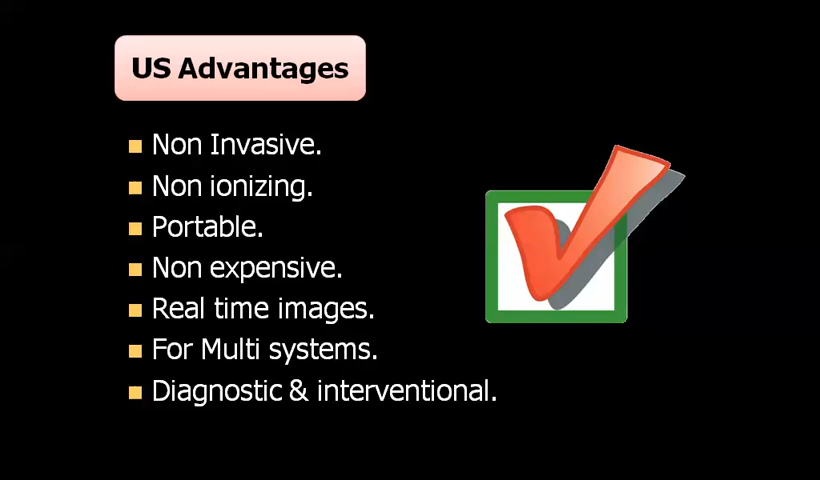 US Advantages
Non Invasive.
Non ionizing.
Portable.
Non expensive.
Real time images.
For Multi systems.
Diagnostic & interventional.